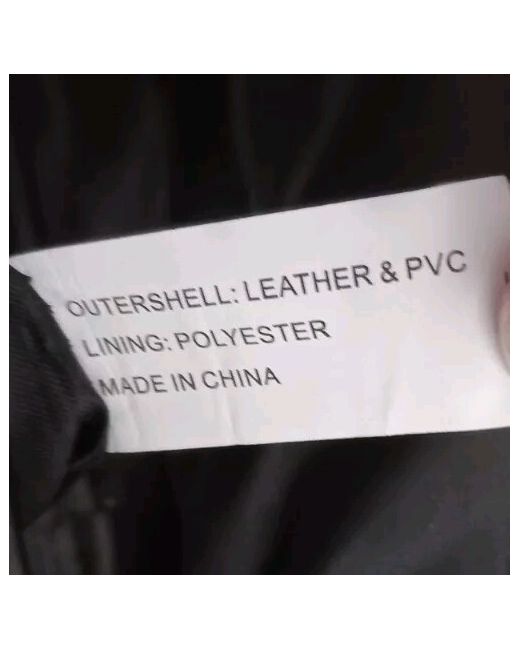 OUTERSHELL: LEATHER & PVC
LINING: POLYESTER
MADE IN CHINA